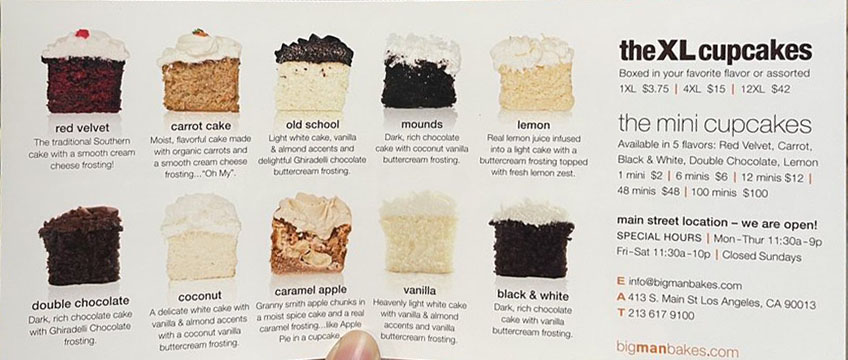 red velvet
The traditional Southern
cake with a smooth cream
cheese frosting!
carrot cake
Moist, flavorful cake made
with organic carrots and
a smooth cream cheese
frosting..."Oh My".
old school
Light white cake, vanilla
& almond accents and
delightful Ghiradelli chocolate
buttercream frosting.
mounds
Dark, rich chocolate
cake with coconut vanilla
buttercream frosting.
lemon
Real lemon juice infused
into a light cake with a
buttercream frosting topped
with fresh lemon zest.
double chocolate
Dark, rich chocolate cake
with Ghiradelli Chocolate
frosting.
coconut
A delicate white cake with
vanilla & almond accents
with a coconut vanilla
buttercream frosting.
caramel apple
Granny smith apple chunks in
a moist spice cake and a real
caramel frosting...like Apple
Pie in a cupcake.
vanilla
Heavenly light white cake
with vanilla & almond
accents and vanilla
buttercream frosting.
black & white
Dark, rich chocolate
cake with vanilla
buttercream frosting.
the XL cupcakes
Boxed in your favorite flavor or assorted
1XL $3.75 | 4XL $15 | 12XL $42
the mini cupcakes
Available in 5 flavors: Red Velvet, Carrot,
Black & White, Double Chocolate, Lemon
1 mini $2 | 6 minis $6 | 12 minis $12 |
48 minis $48 | 100 minis $100
main street location – we are open!
SPECIAL HOURS | Mon-Thur 11:30a-9p
Fri-Sat 11:30a-10p | Closed Sundays
E info@bigmanbakes.com
A 413 S. Main St Los Angeles, CA 90013
T 213 617 9100
bigmanbakes.com